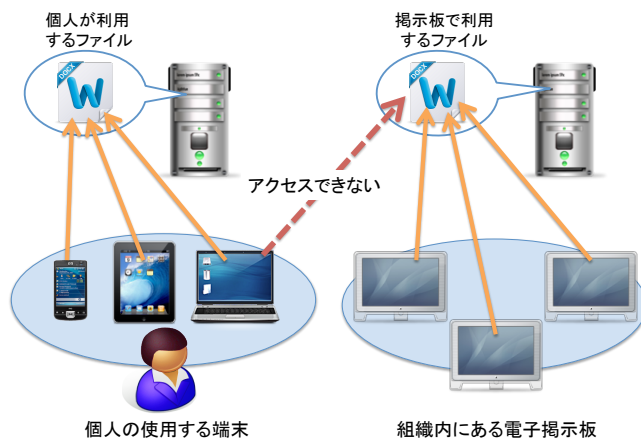 個人が利用
するファイル
掲示板で利用
するファイル
DOCX
W
DOCX
W
アクセスできない
個人の使用する端末
組織内にある電子掲示板